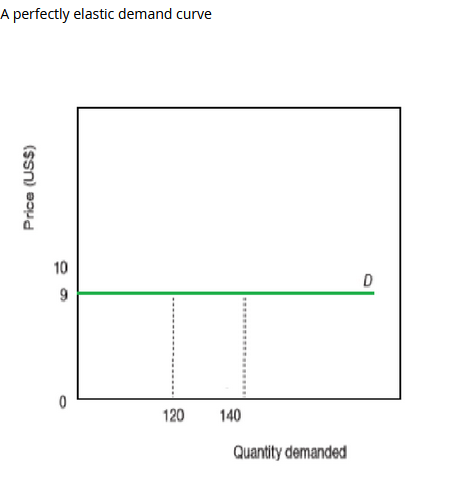 A perfectly elastic demand curve
Price (US$)
10
9
D
0
120 140
Quantity demanded